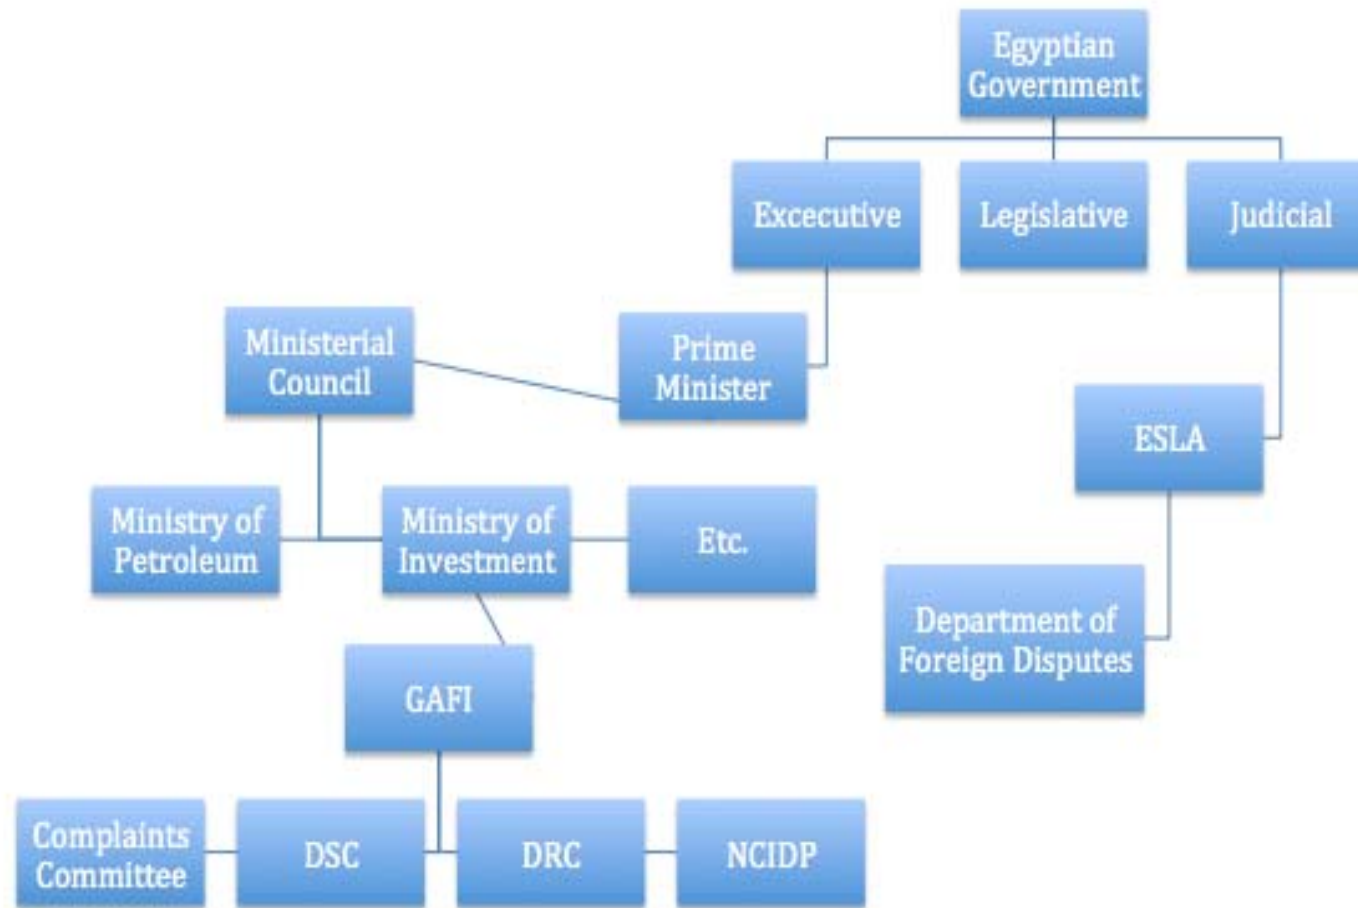 Egyptian
Government
Excecutive
Legislative
Judicial
Ministerial
Council
Prime
Minister
ESLA
Ministry of
Petroleum
Ministry of
Investment
Etc.
Department of
Foreign Disputes
GAFI
Complaints
Committee
DSC
DRC
NCIDP